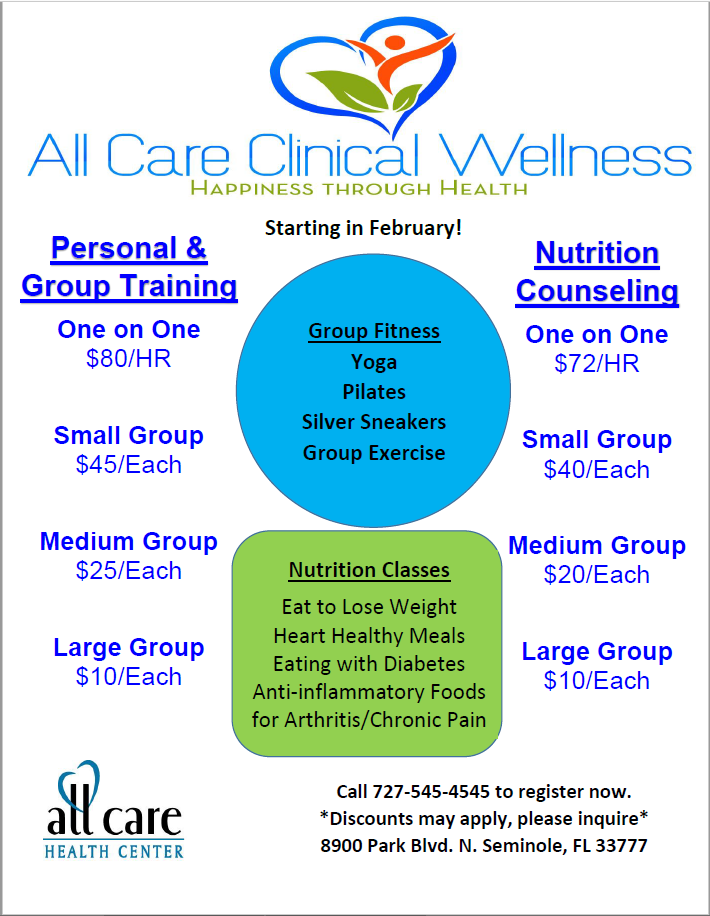 All Care Clinical Wellness
Happiness through Health
Starting in February!
Personal &
Group Training
One on One
$80/HR
Small Group
$45/Each
Medium Group
$25/Each
Large Group
$10/Each
Group Fitness
Yoga
Pilates
Silver Sneakers
Group Exercise
Nutrition Classes
Eat to Lose Weight
Heart Healthy Meals
Eating with Diabetes
Anti-inflammatory Foods
for Arthritis/Chronic Pain
Nutrition
Counseling
One on One
$72/HR
Small Group
$40/Each
Medium Group
$20/Each
Large Group
$10/Each
all care
HEALTH CENTER
Call 727-545-4545 to register now.
*Discounts may apply, please inquire*
8900 Park Blvd. N. Seminole, FL 33777